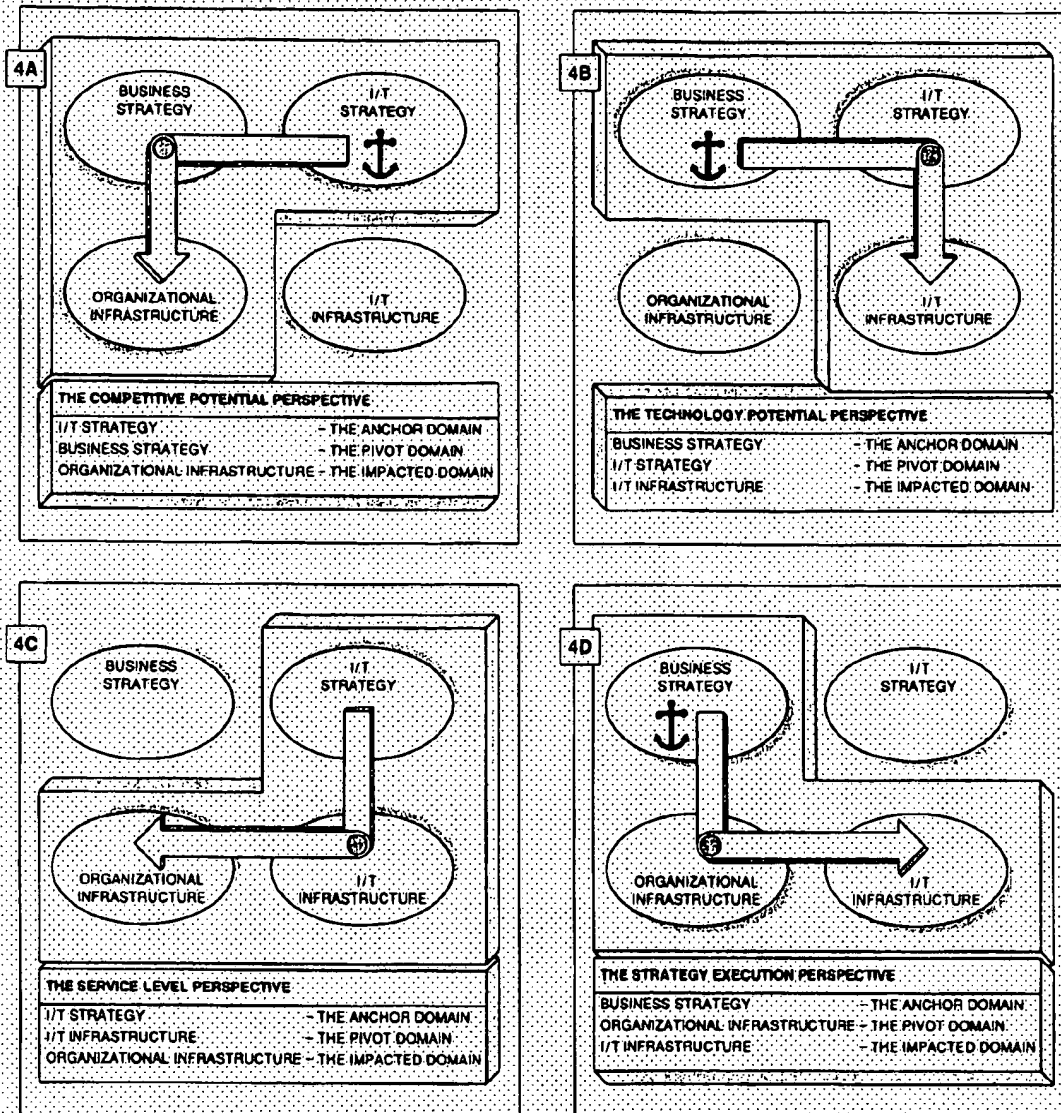 4A
BUSINESS
STRATEGY
I/T
STRATEGY
ORGANIZATIONAL
INFRASTRUCTURE
I/T
INFRASTRUCTURE
THE COMPETITIVE POTENTIAL PERSPECTIVE
I/T STRATEGY – THE ANCHOR DOMAIN
BUSINESS STRATEGY – THE PIVOT DOMAIN
ORGANIZATIONAL INFRASTRUCTURE – THE IMPACTED DOMAIN
4B
BUSINESS
STRATEGY
I/T
STRATEGY
ORGANIZATIONAL
INFRASTRUCTURE
I/T
INFRASTRUCTURE
THE TECHNOLOGY POTENTIAL PERSPECTIVE
BUSINESS STRATEGY – THE ANCHOR DOMAIN
I/T STRATEGY – THE PIVOT DOMAIN
I/T INFRASTRUCTURE – THE IMPACTED DOMAIN
4C
BUSINESS
STRATEGY
I/T
STRATEGY
ORGANIZATIONAL
INFRASTRUCTURE
I/T
INFRASTRUCTURE
THE SERVICE LEVEL PERSPECTIVE
I/T STRATEGY – THE ANCHOR DOMAIN
I/T INFRASTRUCTURE – THE PIVOT DOMAIN
ORGANIZATIONAL INFRASTRUCTURE – THE IMPACTED DOMAIN
4D
BUSINESS
STRATEGY
I/T
STRATEGY
ORGANIZATIONAL
INFRASTRUCTURE
I/T
INFRASTRUCTURE
THE STRATEGY EXECUTION PERSPECTIVE
BUSINESS STRATEGY – THE ANCHOR DOMAIN
ORGANIZATIONAL INFRASTRUCTURE – THE PIVOT DOMAIN
I/T INFRASTRUCTURE – THE IMPACTED DOMAIN